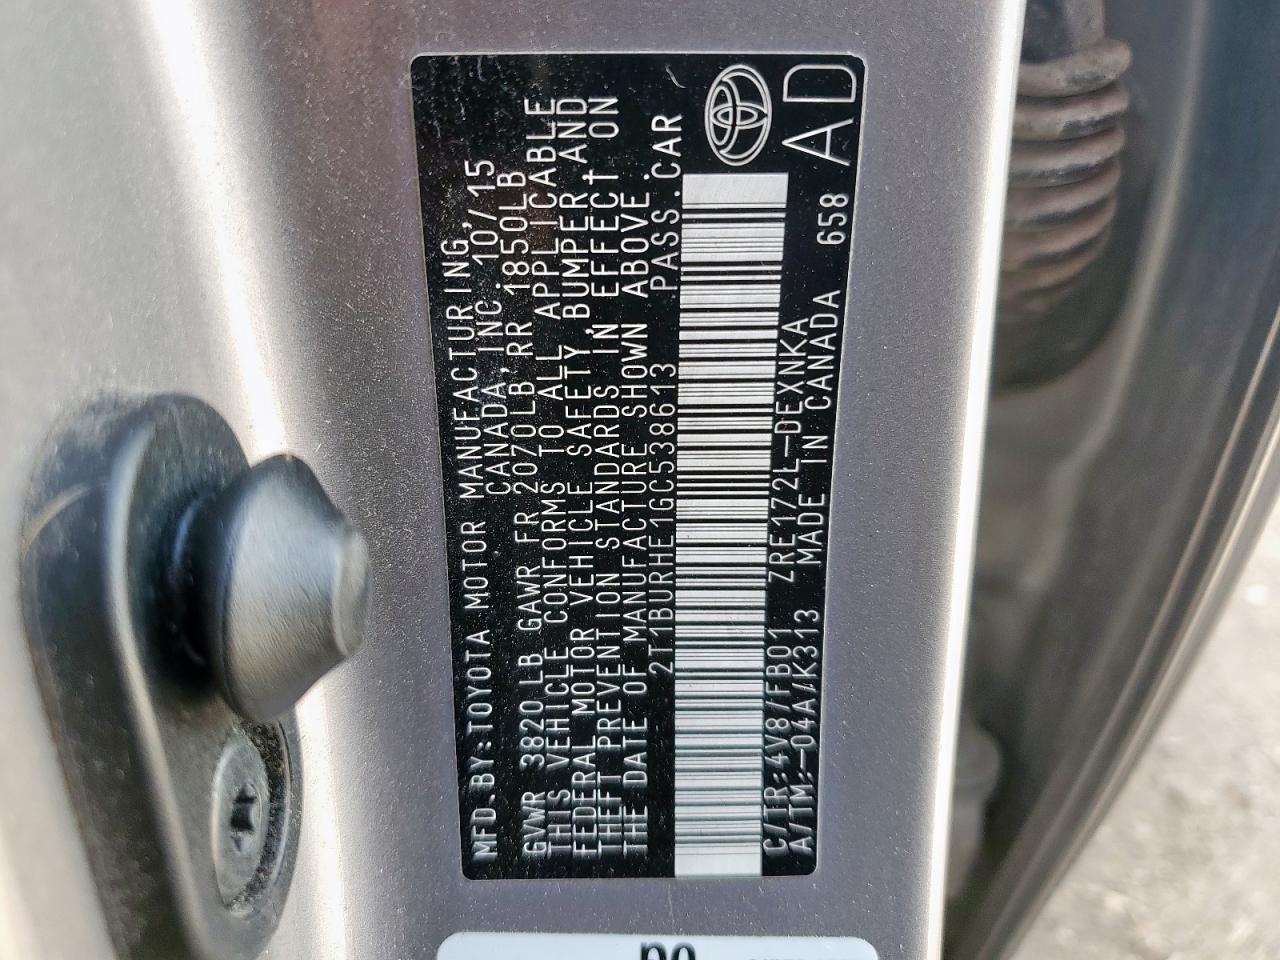 MFD.BY:TOYOTA MOTOR MANUFACTURING,
CANADA, INC. 10/15
GVWR 3820LB GAWR FR 2070LB, RR 1850LB
THIS VEHICLE CONFORMS TO ALL APPLICABLE
FEDERAL MOTOR VEHICLE SAFETY, BUMPER, AND
THEFT PREVENTION STANDARDS IN EFFECT ON
THE DATE OF MANUFACTURE SHOWN ABOVE.
2T1BURHE1GC538613 PASS.CAR
C/TR:4V8/FB01 ZRE172L-DEXNKA
A/TM:-04A/K313 MADE IN CANADA 658
AD